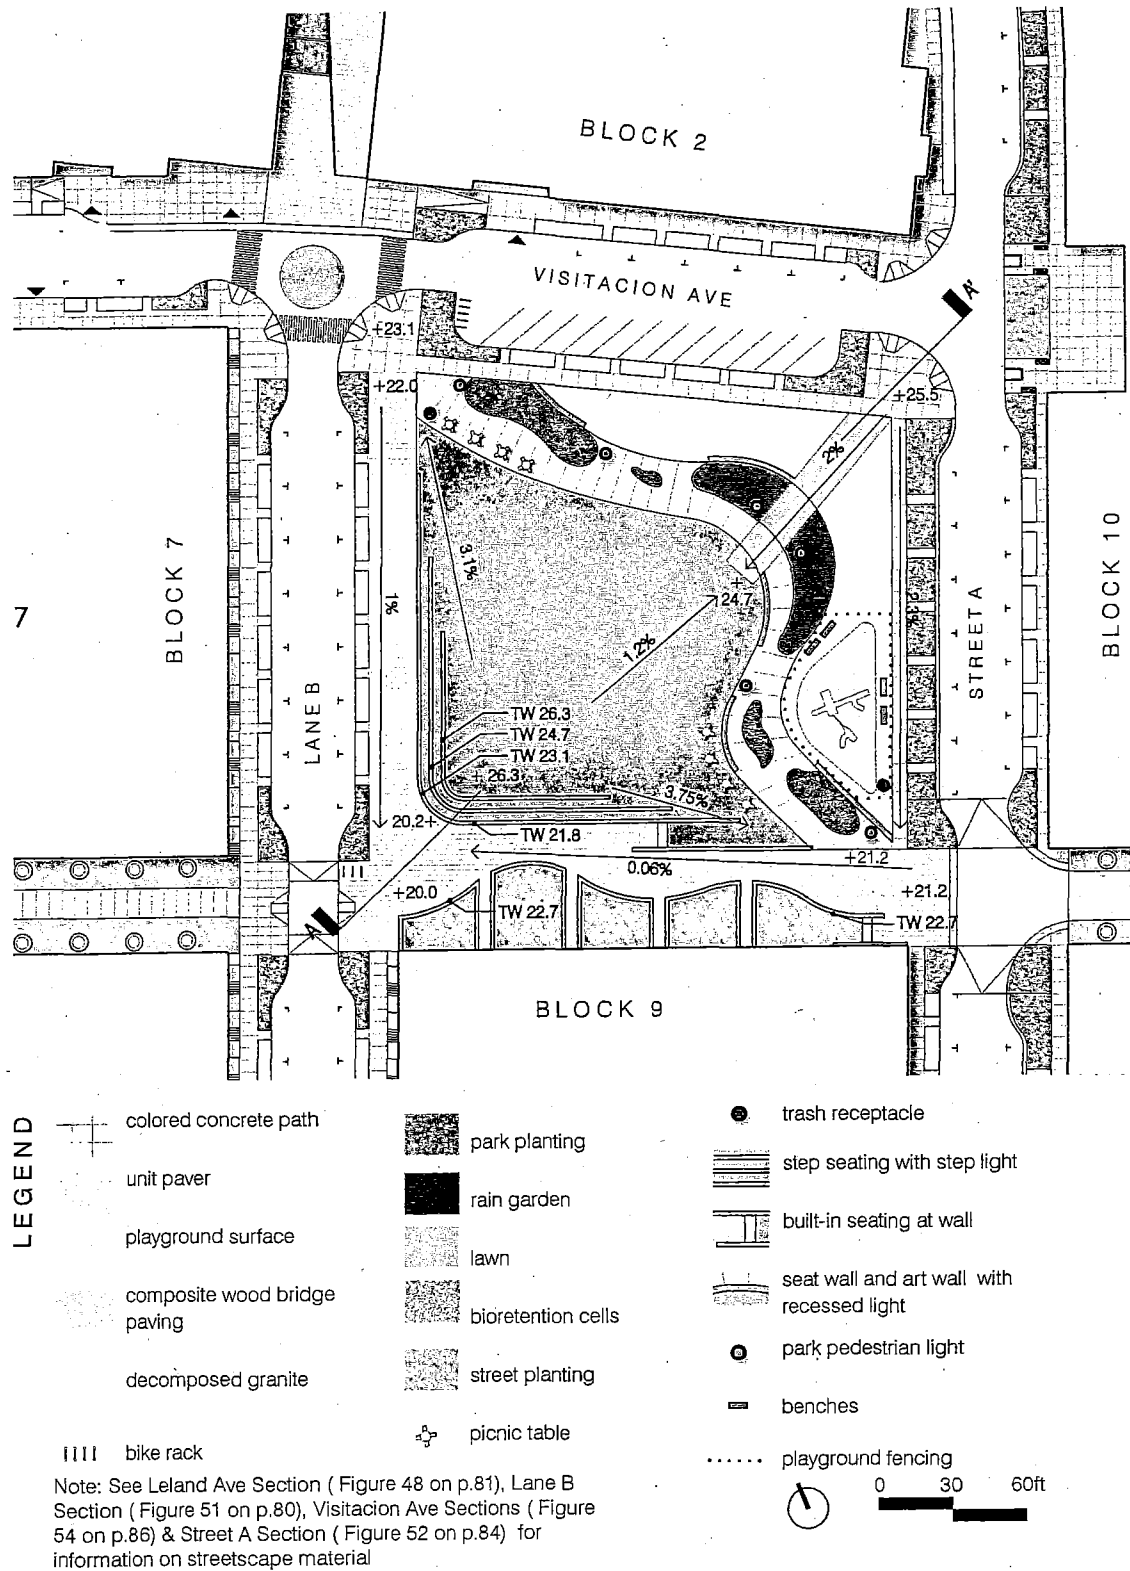 BLOCK 2
VISITACION AVE
A'
+23.1
+22.0
+25.5
2%
3.1%
1%
BLOCK 7
7
BLOCK 10
+
24.7
1.2%
STREET A
LANE B
TW 26.3
TW 24.7
TW 23.1
+ 26.3
3.75%
20.2+
TW 21.8
+21.2
0.06%
+20.0
+21.2
TW 22.7
TW 22.7
A
BLOCK 9
LEGEND
colored concrete path
unit paver
playground surface
composite wood bridge
paving
decomposed granite
bike rack
park planting
rain garden
lawn
bioretention cells
street planting
picnic table
trash receptacle
step seating with step light
built-in seating at wall
seat wall and art wall with
recessed light
park pedestrian light
benches
playground fencing
0 30 60ft
Note: See Leland Ave Section ( Figure 48 on p.81), Lane B
Section ( Figure 51 on p.80), Visitacion Ave Sections ( Figure
54 on p.86) & Street A Section ( Figure 52 on p.84) for
information on streetscape material